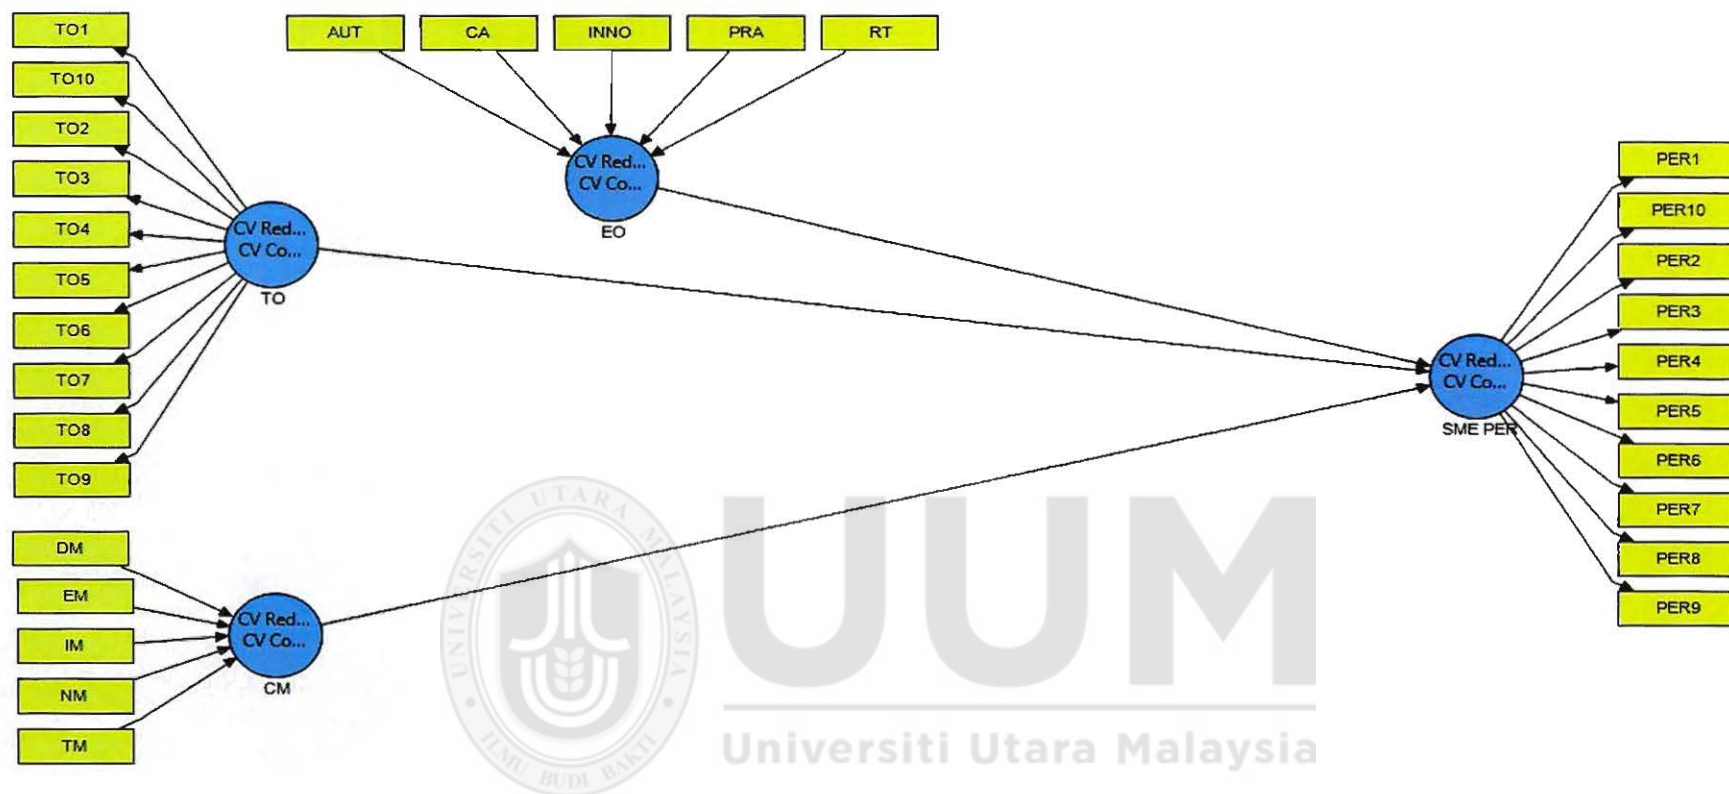 TO1
TO10
TO2
TO3
TO4
TO5
TO6
TO7
TO8
TO9
AUT
CA
INNO
PRA
RT
CV Red...
CV Co...
EO
CV Red...
CV Co...
TO
DM
EM
IM
NM
TM
CV Red...
CV Co...
CM
CV Red...
CV Co...
SME PER
PER1
PER10
PER2
PER3
PER4
PER5
PER6
PER7
PER8
PER9
UNIVERSITI UTARA MALAYSIA
ILMU BUDI BAKTI
UUM
Universiti Utara Malaysia